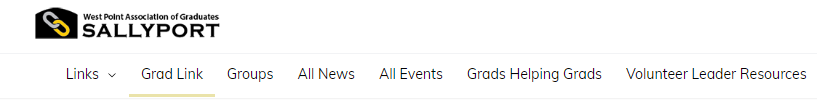 West Point Association of Graduates
SALLYPORT
Links Grad Link Groups All News All Events Grads Helping Grads Volunteer Leader Resources